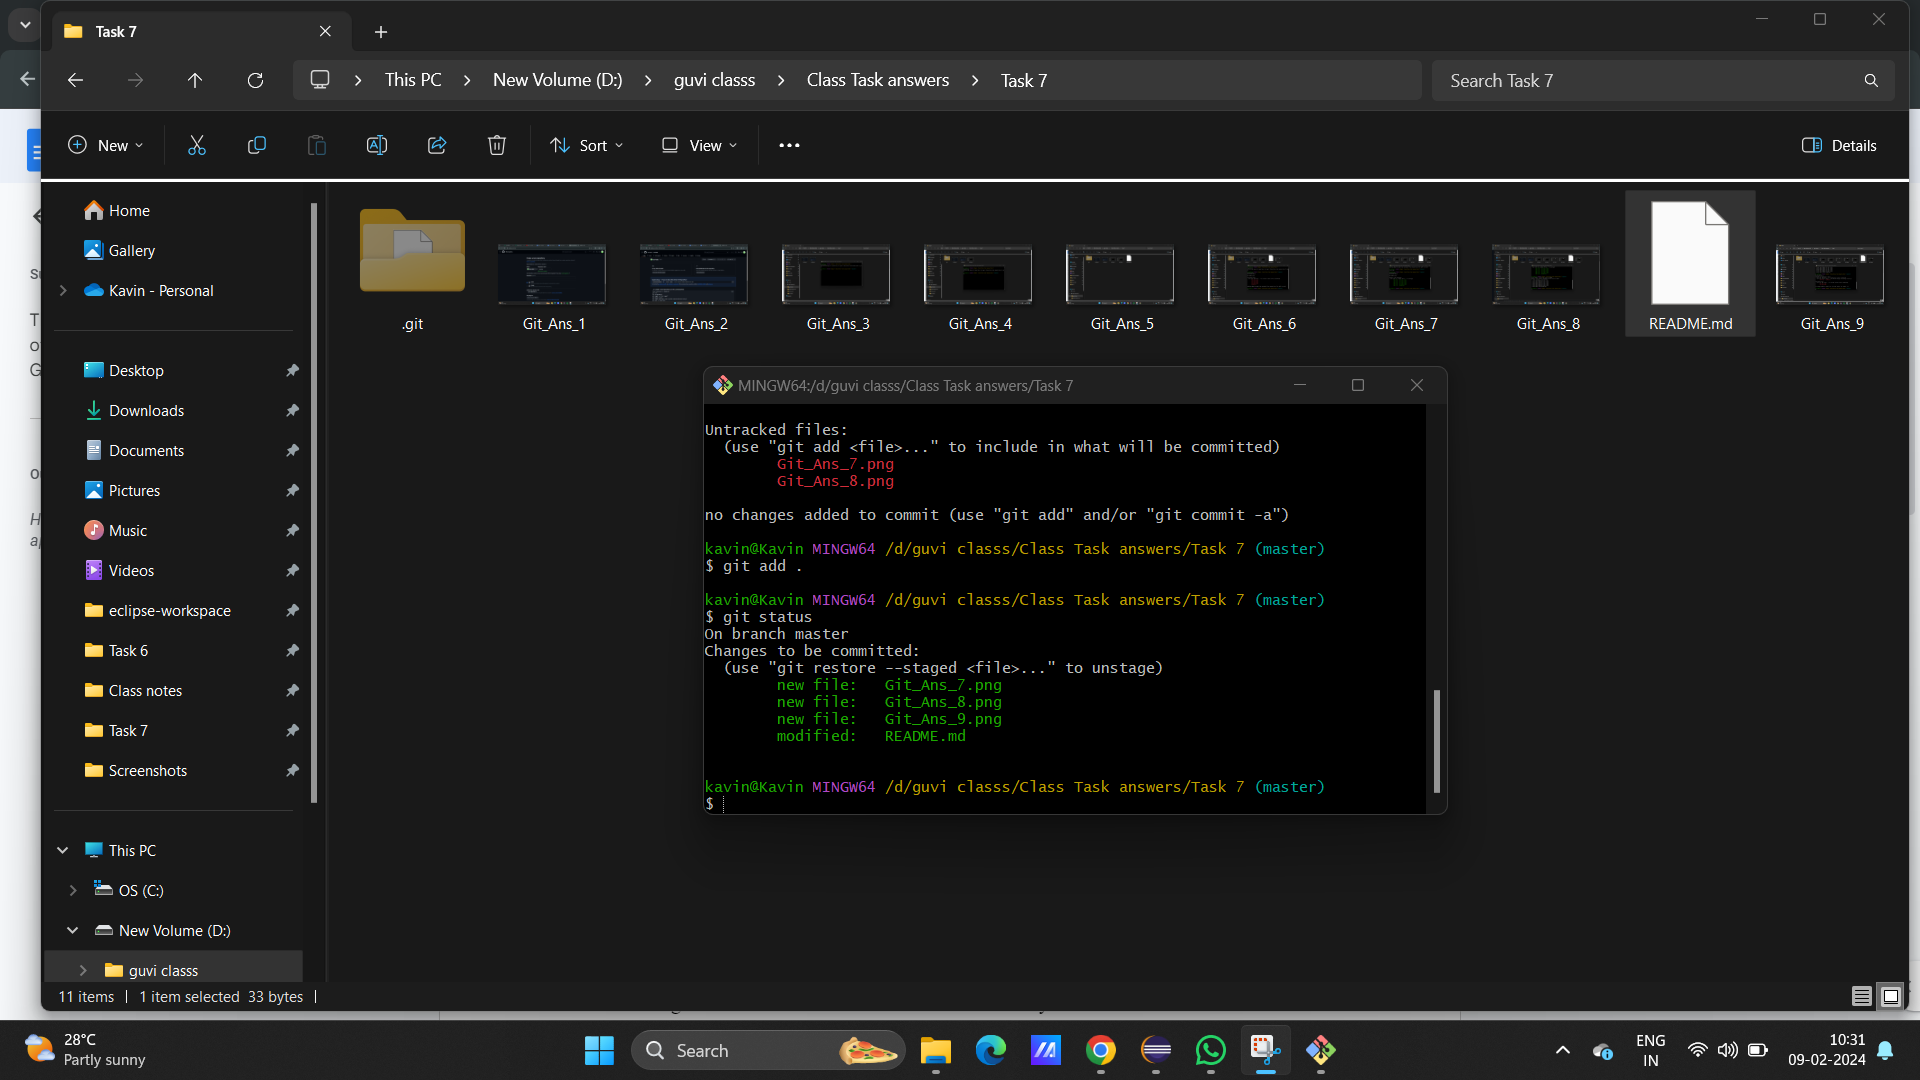 Task 7
This PC
New Volume (D:)
guvi classs
Class Task answers
Task 7
Search Task 7
New
Sort
View
Details
Home
Gallery
Kavin - Personal
Desktop
Downloads
Documents
Pictures
Music
Videos
eclipse-workspace
Task 6
Class notes
Task 7
Screenshots
This PC
OS (C:)
New Volume (D:)
guvi classs
.git
Git_Ans_1
Git_Ans_2
Git_Ans_3
Git_Ans_4
Git_Ans_5
Git_Ans_6
Git_Ans_7
Git_Ans_8
README.md
Git_Ans_9
MINGW64:/d/guvi classs/Class Task answers/Task 7
Untracked files:
(use "git add <file>..." to include in what will be committed)
Git_Ans_7.png
Git_Ans_8.png
no changes added to commit (use "git add" and/or "git commit -a")
kavin@Kavin MINGW64 /d/guvi classs/Class Task answers/Task 7 (master)
$ git add .
kavin@Kavin MINGW64 /d/guvi classs/Class Task answers/Task 7 (master)
$ git status
On branch master
Changes to be committed:
(use "git restore --staged <file>..." to unstage)
new file:   Git_Ans_7.png
new file:   Git_Ans_8.png
new file:   Git_Ans_9.png
modified:   README.md
kavin@Kavin MINGW64 /d/guvi classs/Class Task answers/Task 7 (master)
$
11 items
1 item selected 33 bytes
28°C
Partly sunny
Search
ENG
IN
10:31
09-02-2024